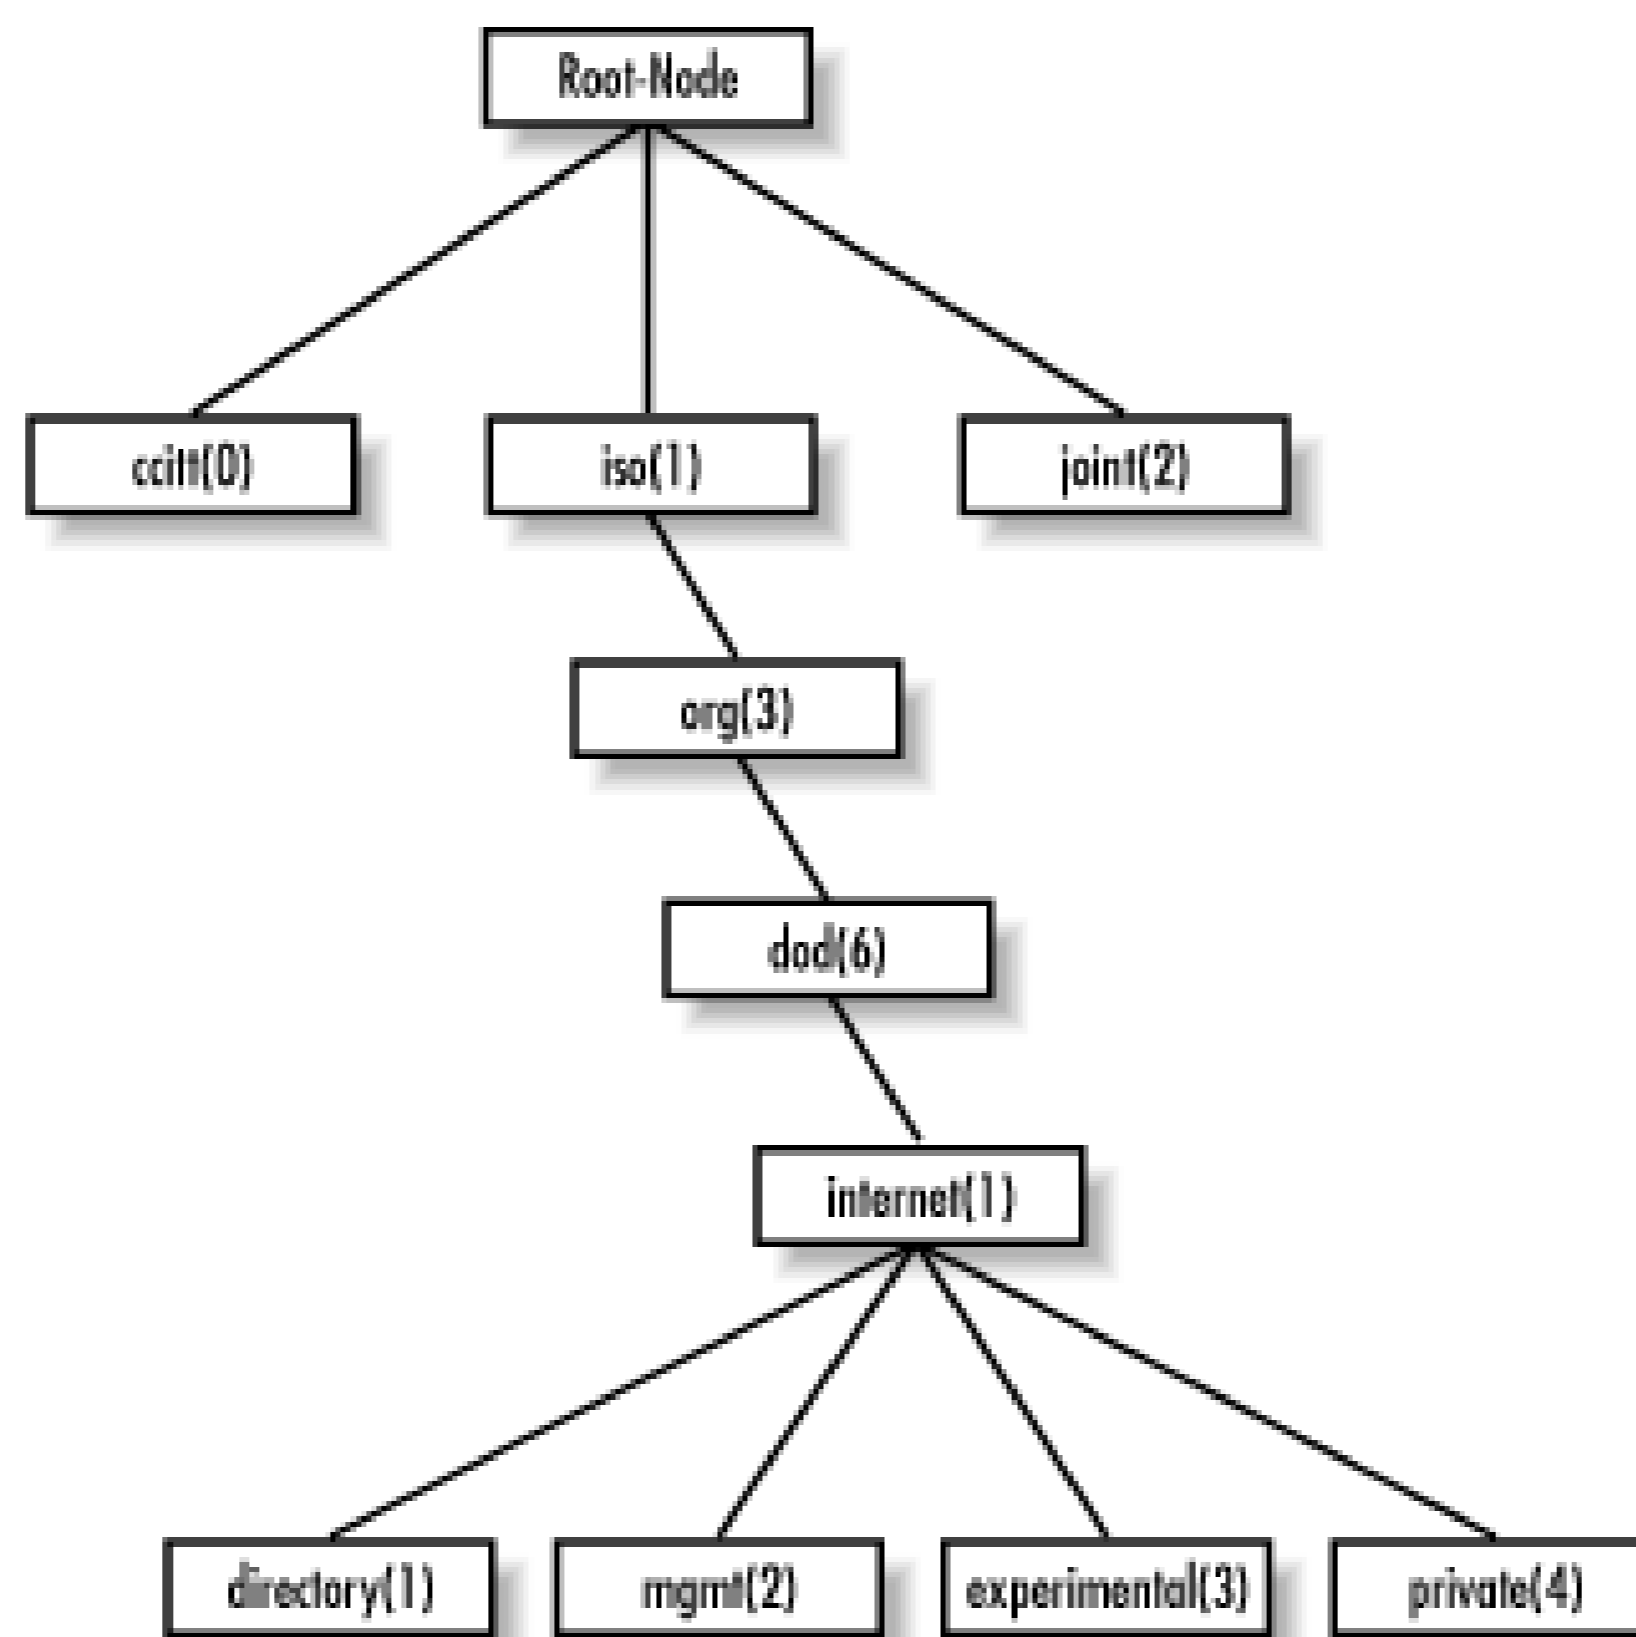 Root-Node
ccitt(0)
iso(1)
joint(2)
org(3)
dod(6)
internet(1)
directory(1)
mgmt(2)
experimental(3)
private(4)